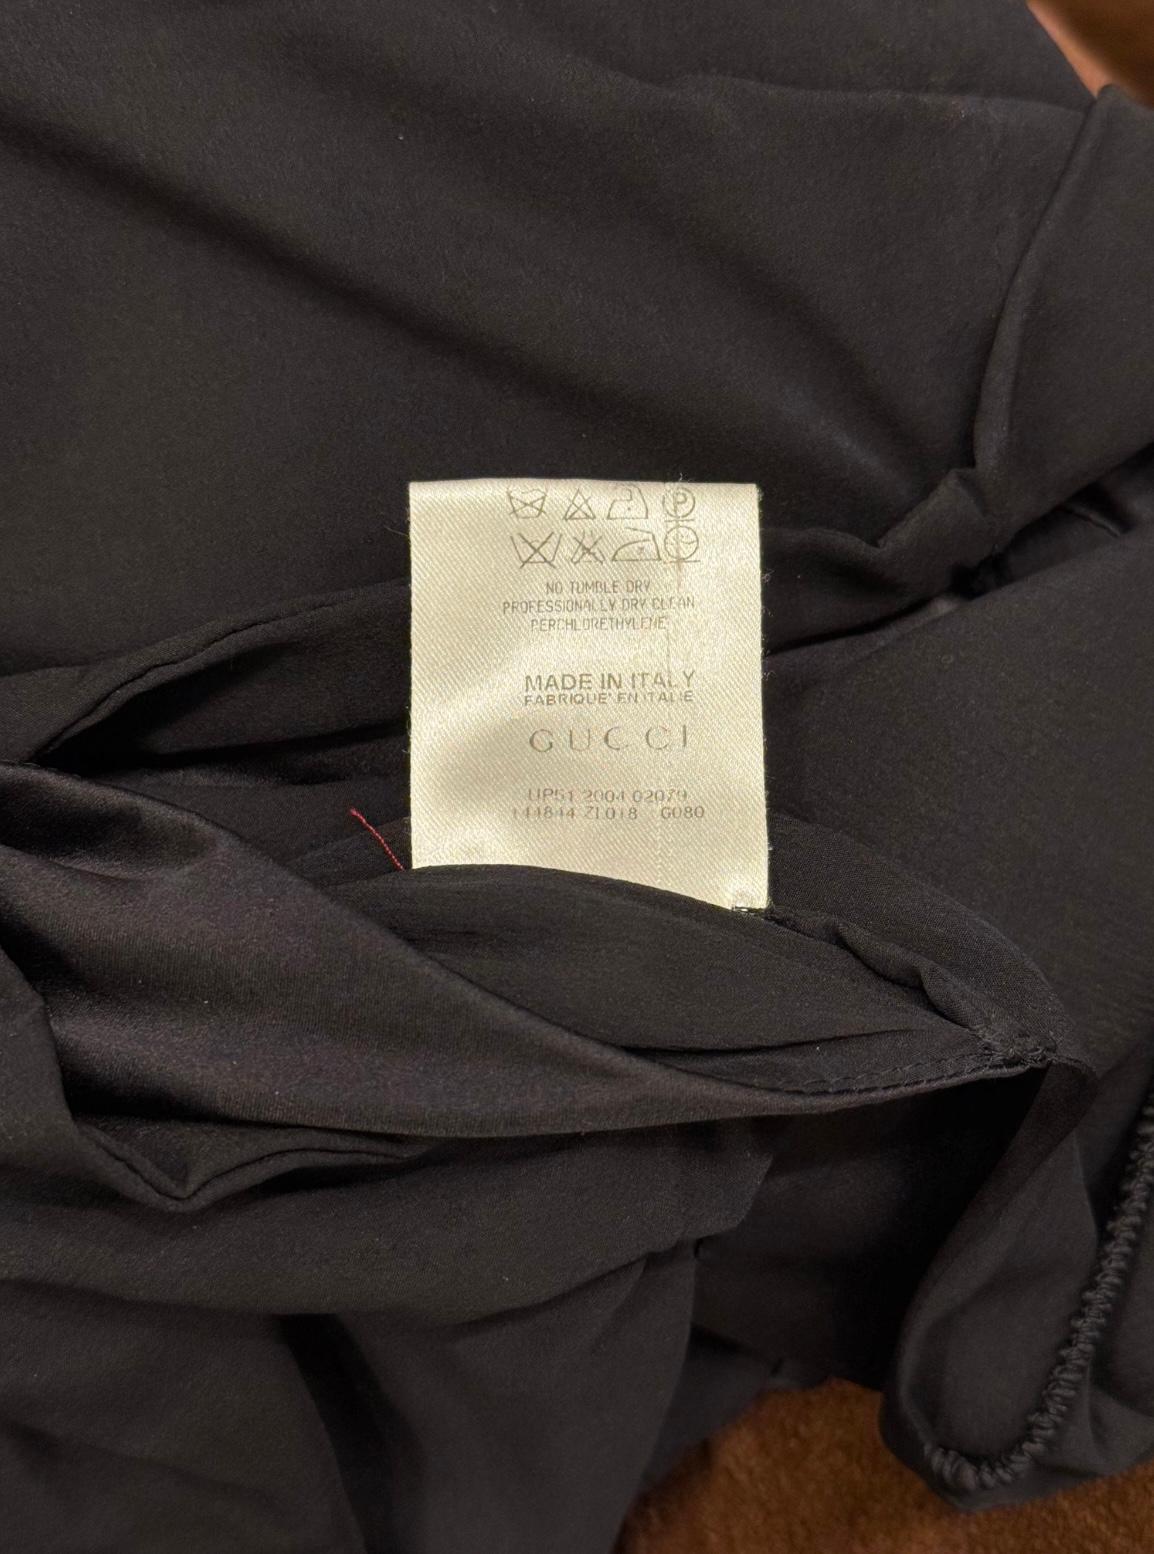 NO TUMBLE DRY
PROFESSIONALLY DRY CLEAN
PERCHLORETHYLENE
MADE IN ITALY
FABRIQUE' EN ITALIE
GUCCI
UP51 2004 02079
144844 ZL018 G080